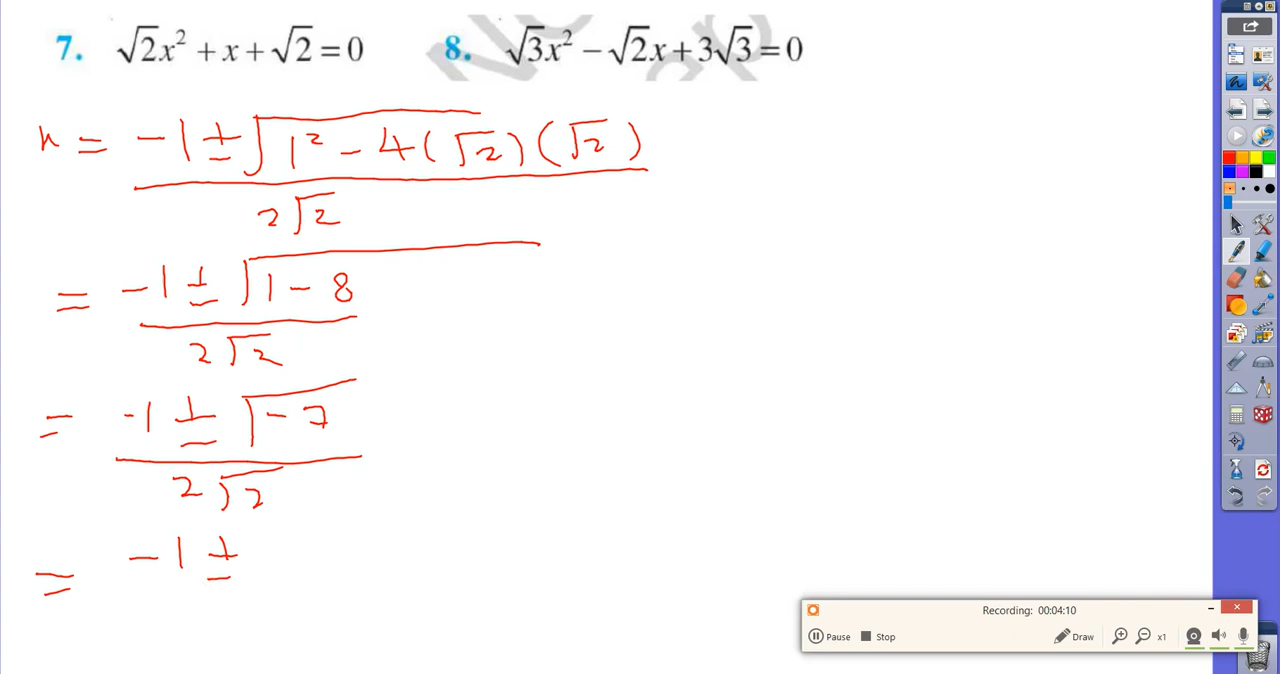 7. √2x² + x + √2 = 0 8. √3x² − √2x + 3√3 = 0
x = (-1 ± √(1² - 4(√2)(√2))) / (2√2)
= (-1 ± √(1 - 8)) / (2√2)
= (-1 ± √(-7)) / (2√2)
= -1 ±
Recording: 00:04:10
Pause Stop Draw x1